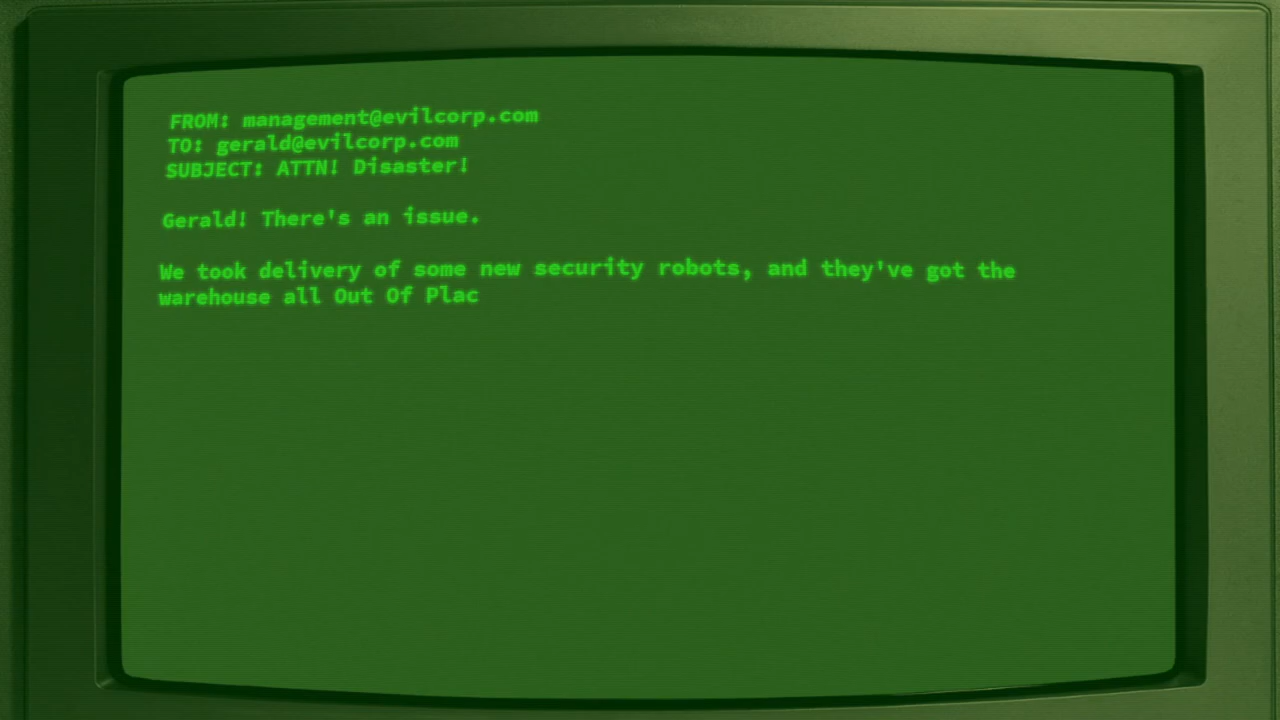 FROM: management@evilcorp.com
TO: gerald@evilcorp.com
SUBJECT: ATTN! Disaster!
Gerald! There's an issue.
We took delivery of some new security robots, and they've got the
warehouse all Out Of Plac